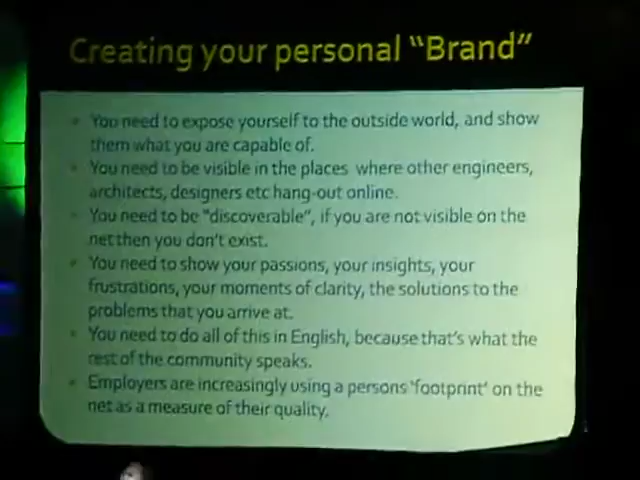 Creating your personal “Brand”
• You need to expose yourself to the outside world, and show
them what you are capable of.
• You need to be visible in the places where other engineers,
architects, designers etc hang-out online.
• You need to be "discoverable", if you are not visible on the
net then you don't exist.
• You need to show your passions, your insights, your
frustrations, your moments of clarity, the solutions to the
problems that you arrive at.
• You need to do all of this in English, because that's what the
rest of the community speaks.
• Employers are increasingly using a persons 'footprint' on the
net as a measure of their quality.